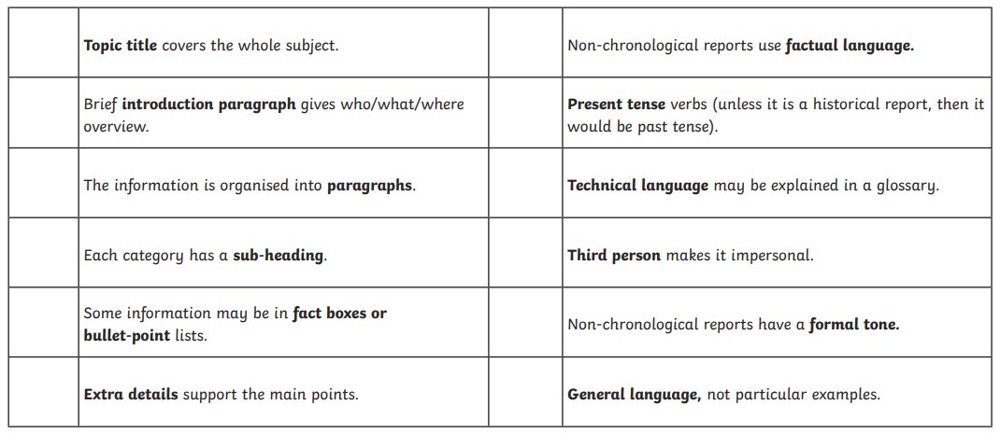 Topic title covers the whole subject.
Non-chronological reports use factual language.
Brief introduction paragraph gives who/what/where
overview.
Present tense verbs (unless it is a historical report, then it
would be past tense).
The information is organised into paragraphs.
Technical language may be explained in a glossary.
Each category has a sub-heading.
Third person makes it impersonal.
Some information may be in fact boxes or
bullet-point lists.
Non-chronological reports have a formal tone.
Extra details support the main points.
General language, not particular examples.